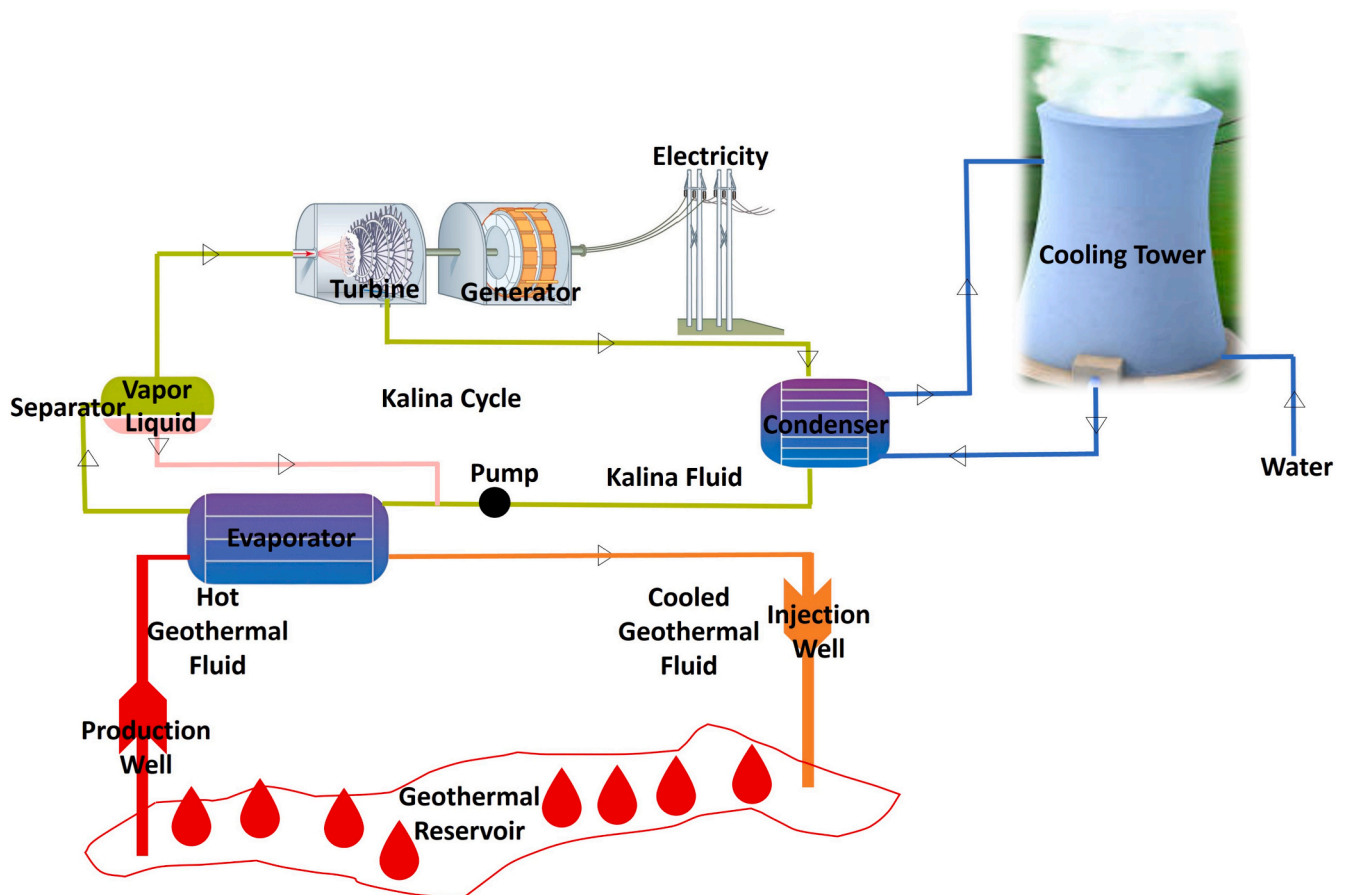 Electricity
Cooling Tower
Turbine
Generator
Vapor
Separator
Liquid
Kalina Cycle
Condenser
Pump
Kalina Fluid
Water
Evaporator
Hot
Geothermal
Fluid
Cooled
Geothermal
Fluid
Injection
Well
Production
Well
Geothermal
Reservoir